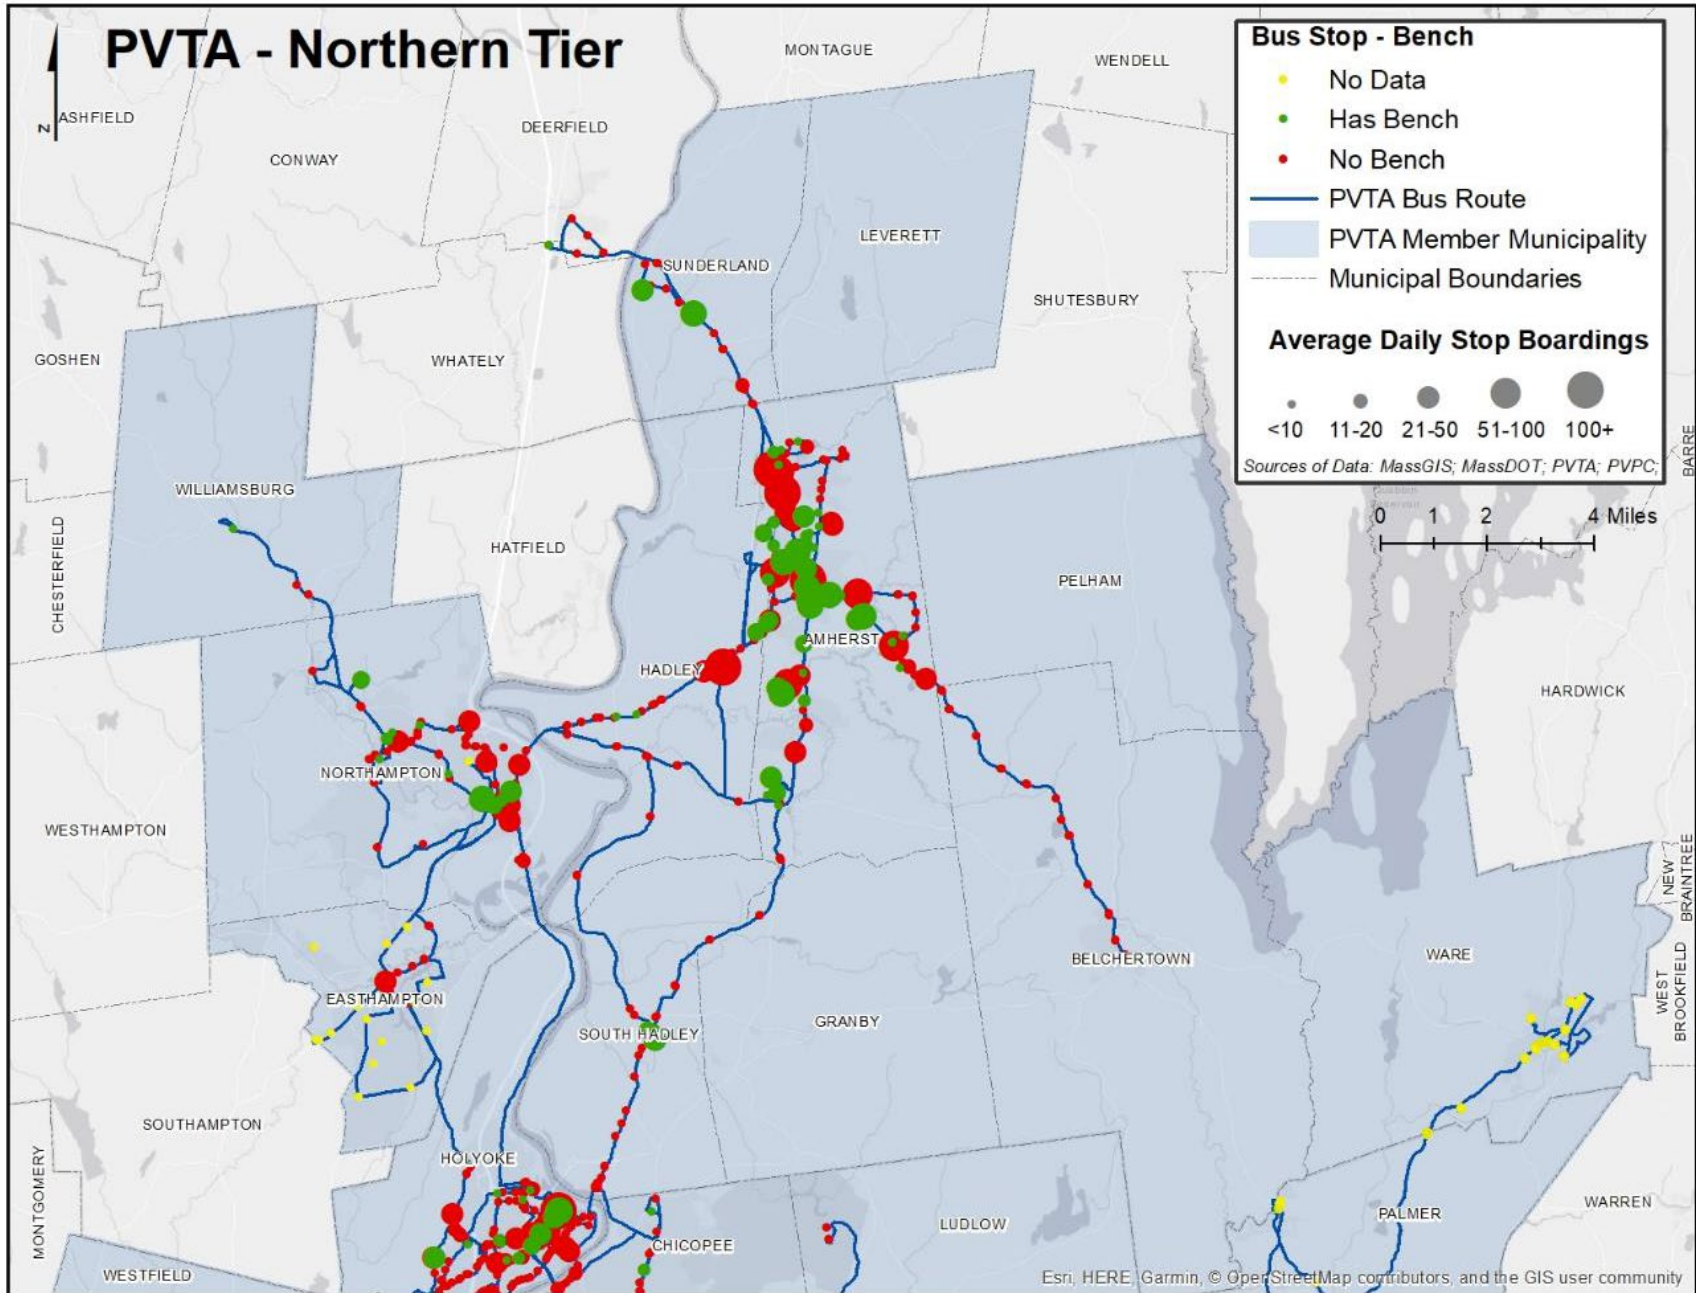 PVTA - Northern Tier
N
Bus Stop - Bench
No Data
Has Bench
No Bench
PVTA Bus Route
PVTA Member Municipality
Municipal Boundaries
Average Daily Stop Boardings
<10 11-20 21-50 51-100 100+
Sources of Data: MassGIS; MassDOT; PVTA; PVPC;
0 1 2 4 Miles
MONTAGUE
WENDELL
ASHFIELD
DEERFIELD
CONWAY
LEVERETT
SUNDERLAND
SHUTESBURY
GOSHEN
WHATELY
BARRE
WILLIAMSBURG
CHESTERFIELD
HATFIELD
PELHAM
AMHERST
HADLEY
HARDWICK
NORTHAMPTON
WESTHAMPTON
NEW
BRAINTREE
BELCHERTOWN
WARE
WEST
BROOKFIELD
EASTHAMPTON
GRANBY
SOUTH HADLEY
SOUTHAMPTON
HOLYOKE
MONTGOMERY
WARREN
PALMER
LUDLOW
CHICOPEE
WESTFIELD
Esri, HERE, Garmin, © OpenStreetMap contributors, and the GIS user community